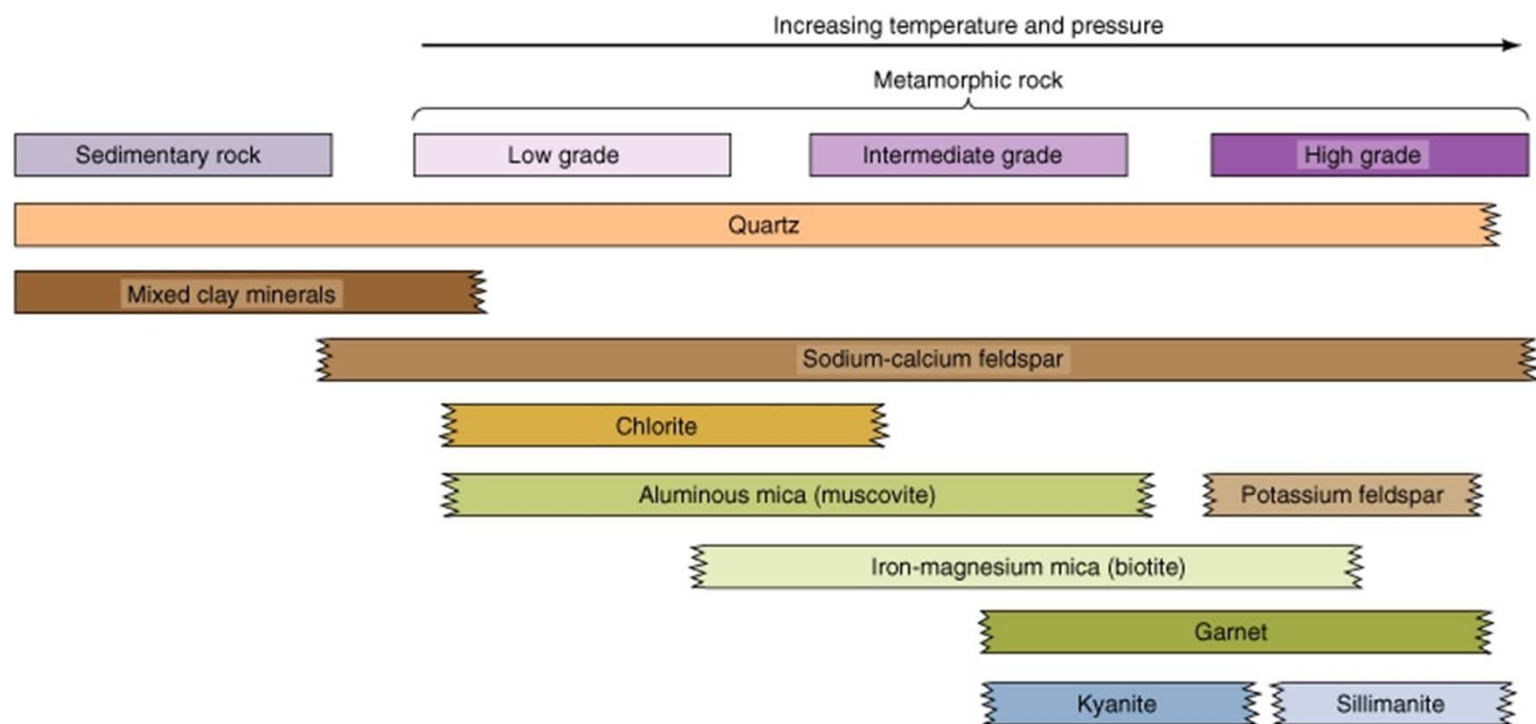 Increasing temperature and pressure
Metamorphic rock
Sedimentary rock
Low grade
Intermediate grade
High grade
Quartz
Mixed clay minerals
Sodium-calcium feldspar
Chlorite
Aluminous mica (muscovite)
Potassium feldspar
Iron-magnesium mica (biotite)
Garnet
Kyanite
Sillimanite